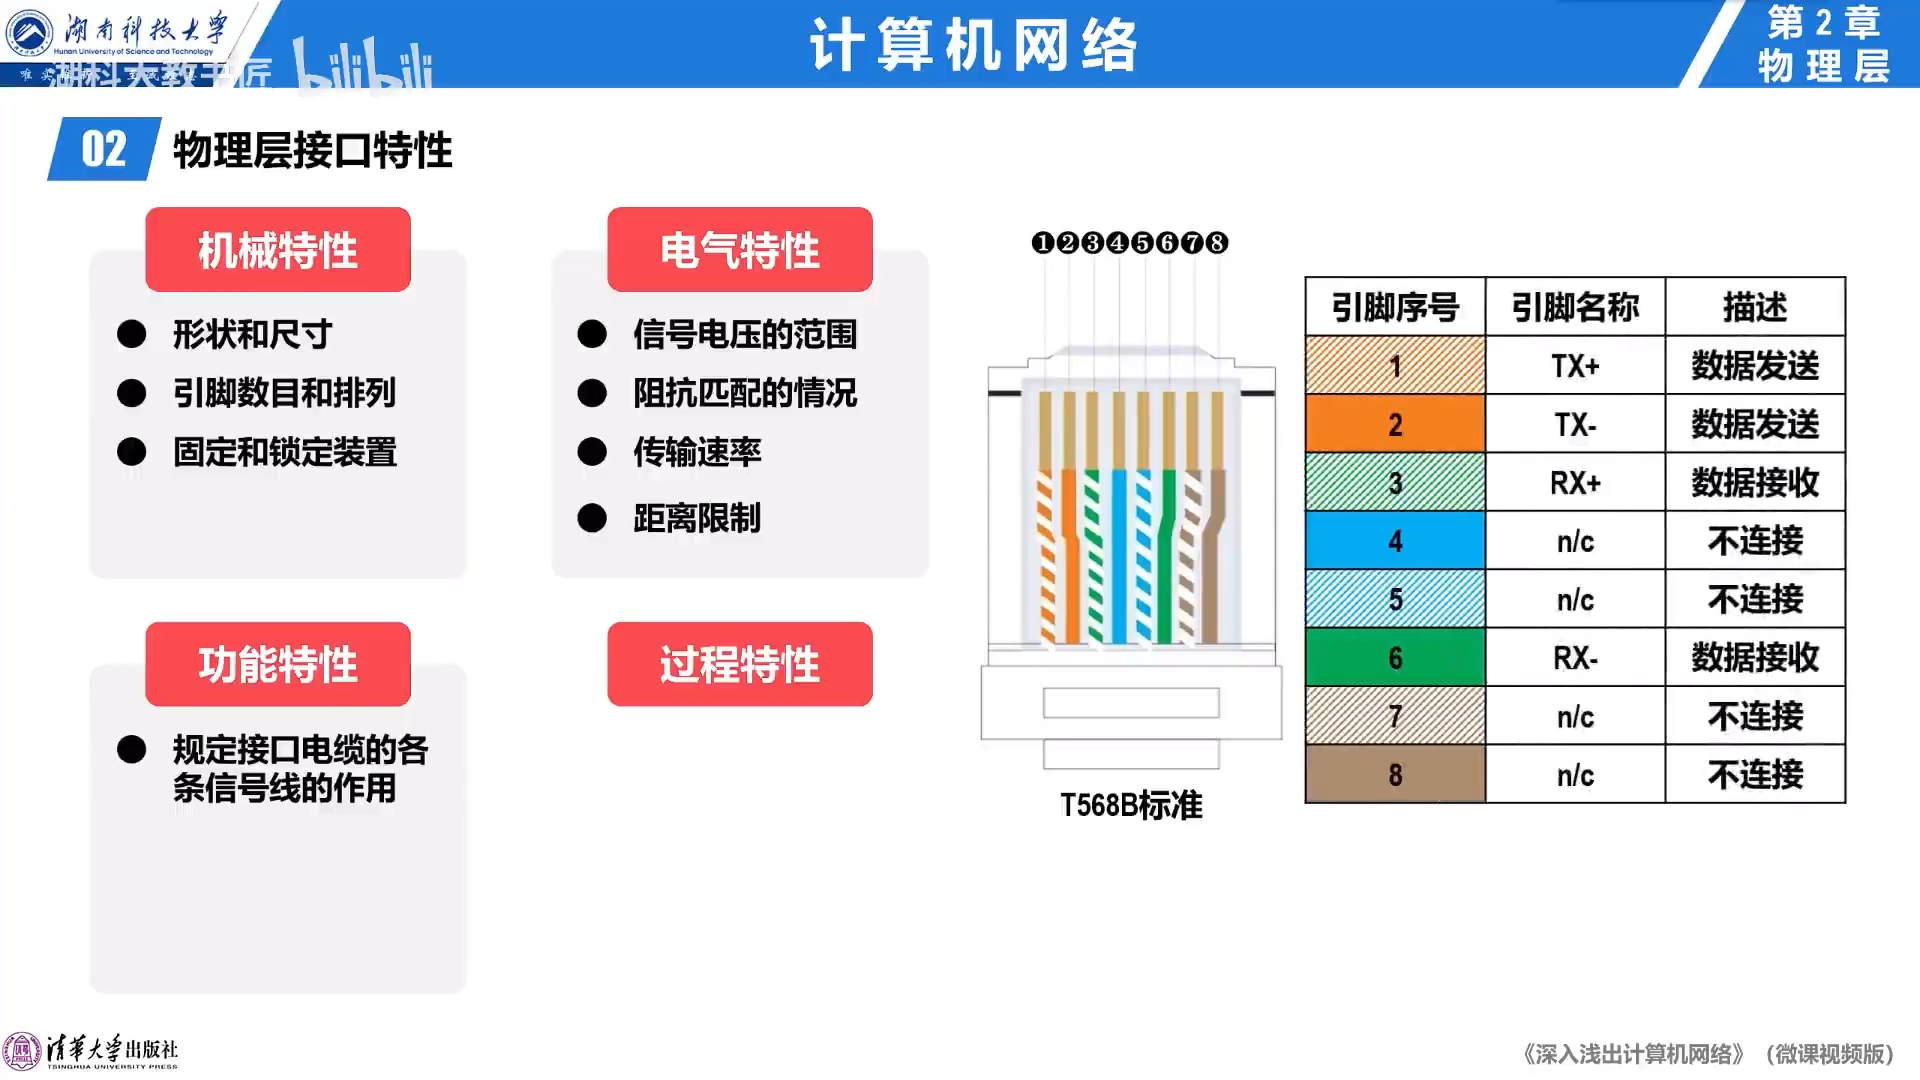 湖南科技大学
Hunan University of Science and Technology
湖科大教书匠
bilibili
计算机网络
第2章
物理层
02
物理层接口特性
机械特性
形状和尺寸
引脚数目和排列
固定和锁定装置
电气特性
信号电压的范围
阻抗匹配的情况
传输速率
距离限制
功能特性
规定接口电缆的各
条信号线的作用
过程特性
❶❷❸❹❺❻❼❽
T568B标准
引脚序号 引脚名称 描述
1 TX+ 数据发送
2 TX- 数据发送
3 RX+ 数据接收
4 n/c 不连接
5 n/c 不连接
6 RX- 数据接收
7 n/c 不连接
8 n/c 不连接
清华大学出版社
TSINGHUA UNIVERSITY PRESS
《深入浅出计算机网络》（微课视频版）